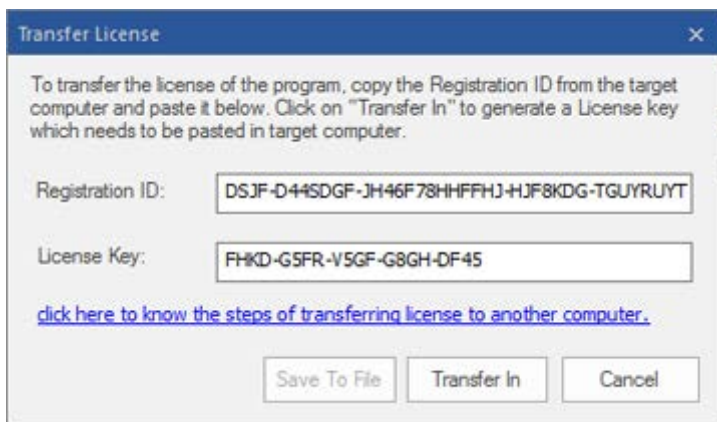 Transfer License
To transfer the license of the program, copy the Registration ID from the target
computer and paste it below. Click on "Transfer In" to generate a License key
which needs to be pasted in target computer.
Registration ID: DSJF-D44SDGF-JH46F78HHFFHJ-HJF8KDG-TGUYRUYT
License Key: FHKD-G5FR-V5GF-G8GH-DF45
click here to know the steps of transferring license to another computer.
Save To File Transfer In Cancel